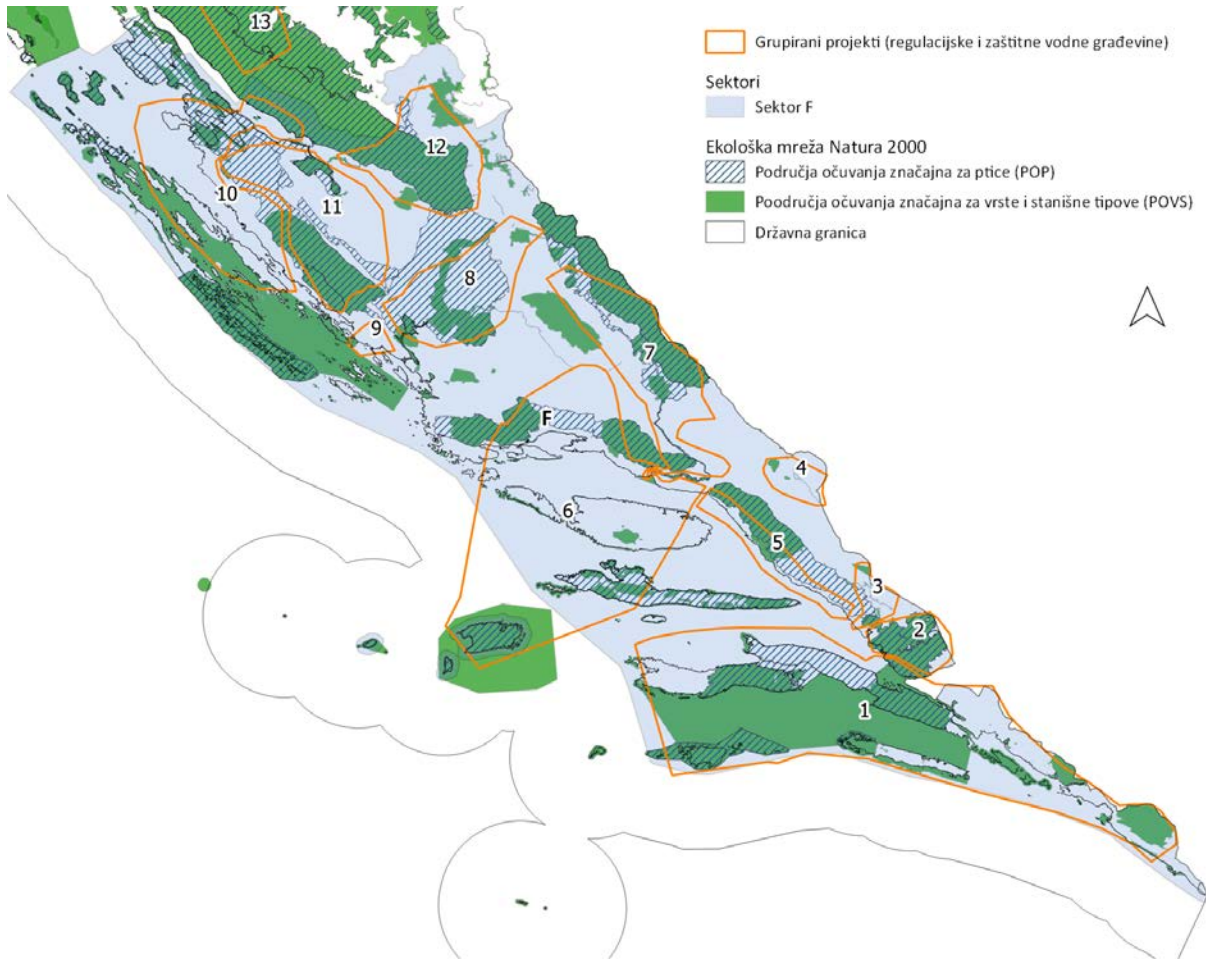 Grupirani projekti (regulacijske i zaštitne vodne građevine)
Sektori
Sektor F
Ekološka mreža Natura 2000
Područja očuvanja značajna za ptice (POP)
Poodručja očuvanja značajna za vrste i stanišne tipove (POVS)
Državna granica
13
12
10
11
8
9
7
F
4
6
5
3
2
1